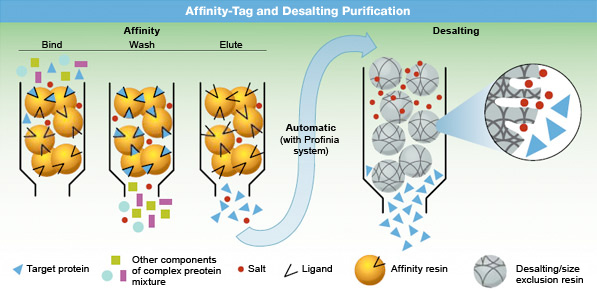 Affinity-Tag and Desalting Purification
Affinity
Desalting
Bind
Wash
Elute
Automatic
(with Profinia
system)
Target protein
Other components
of complex preotein
mixture
Salt
Ligand
Affinity resin
Desalting/size
exclusion resin